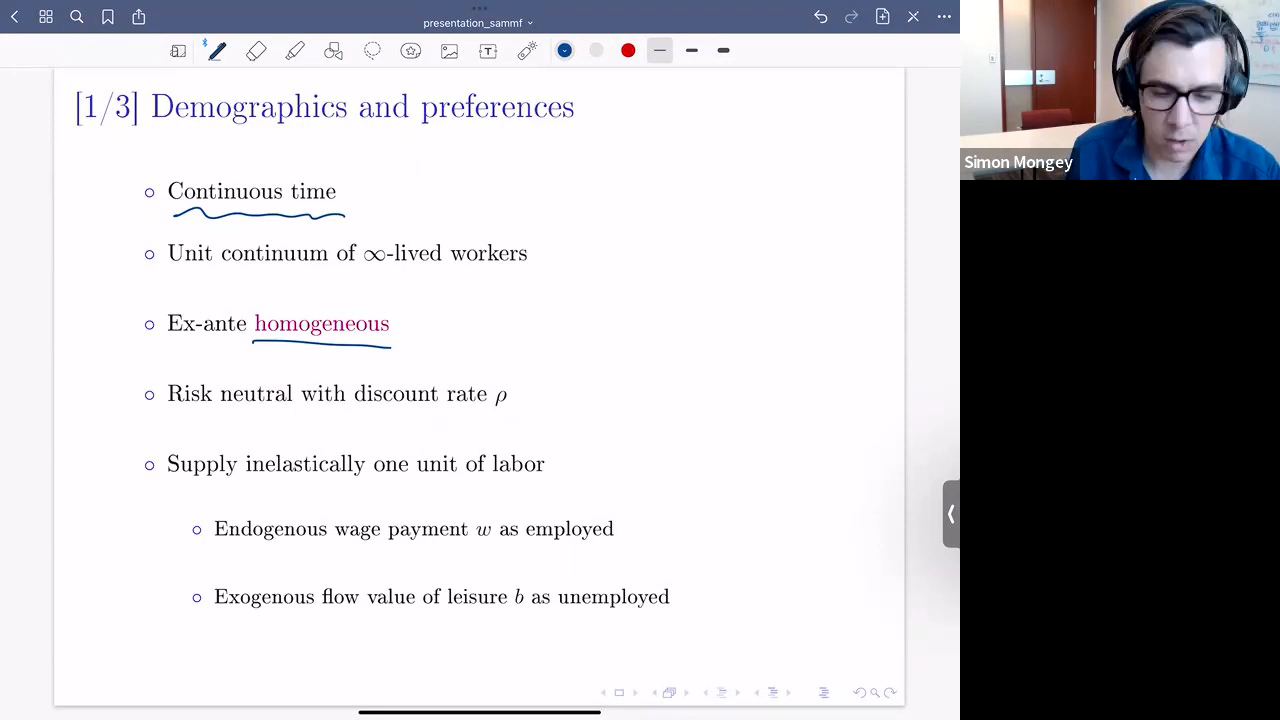 presentation_sammf
[1/3] Demographics and preferences
Continuous time
Unit continuum of ∞-lived workers
Ex-ante homogeneous
Risk neutral with discount rate ρ
Supply inelastically one unit of labor
Endogenous wage payment w as employed
Exogenous flow value of leisure b as unemployed
Simon Mongey